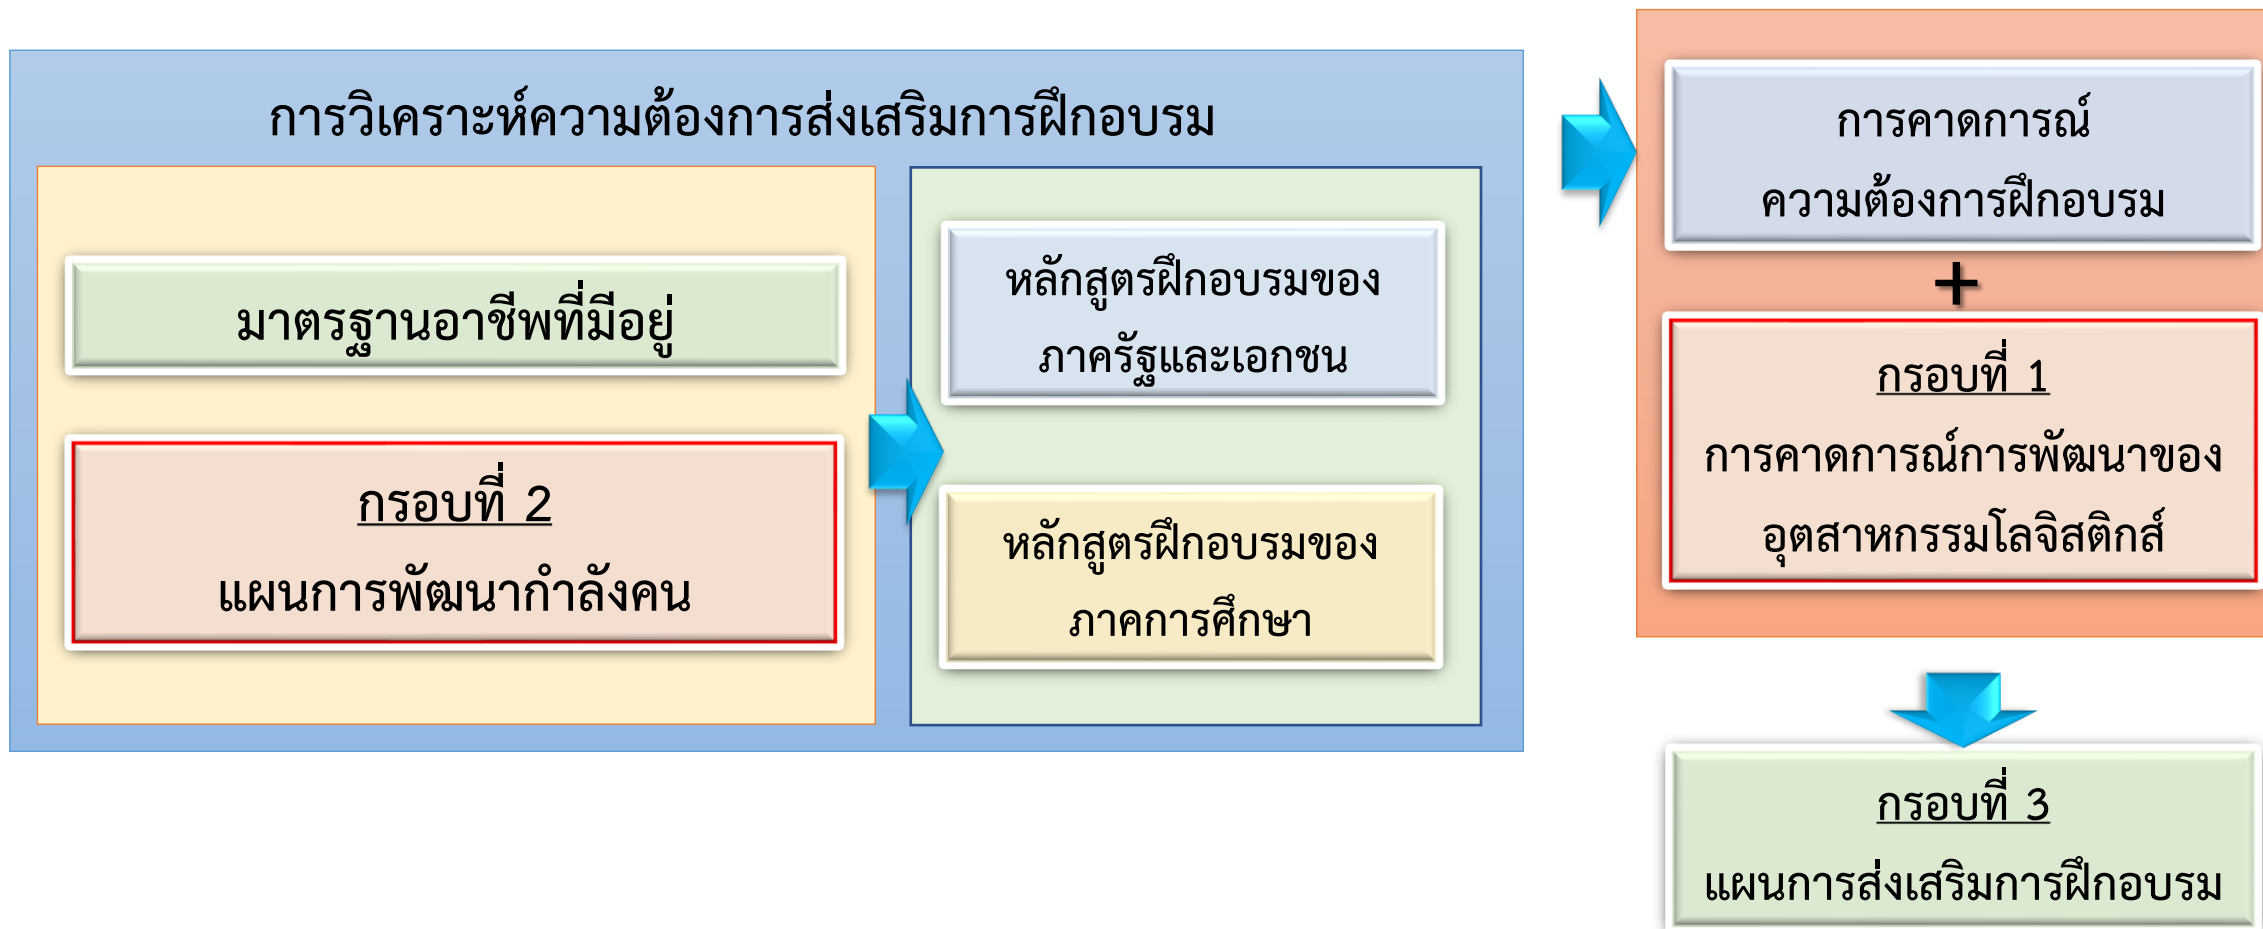 การวิเคราะห์ความต้องการส่งเสริมการฝึกอบรม
มาตรฐานอาชีพที่มีอยู่
กรอบที่ 2
แผนการพัฒนากำลังคน
หลักสูตรฝึกอบรมของ
ภาครัฐและเอกชน
หลักสูตรฝึกอบรมของ
ภาคการศึกษา
การคาดการณ์
ความต้องการฝึกอบรม
+
กรอบที่ 1
การคาดการณ์การพัฒนาของ
อุตสาหกรรมโลจิสติกส์
กรอบที่ 3
แผนการส่งเสริมการฝึกอบรม